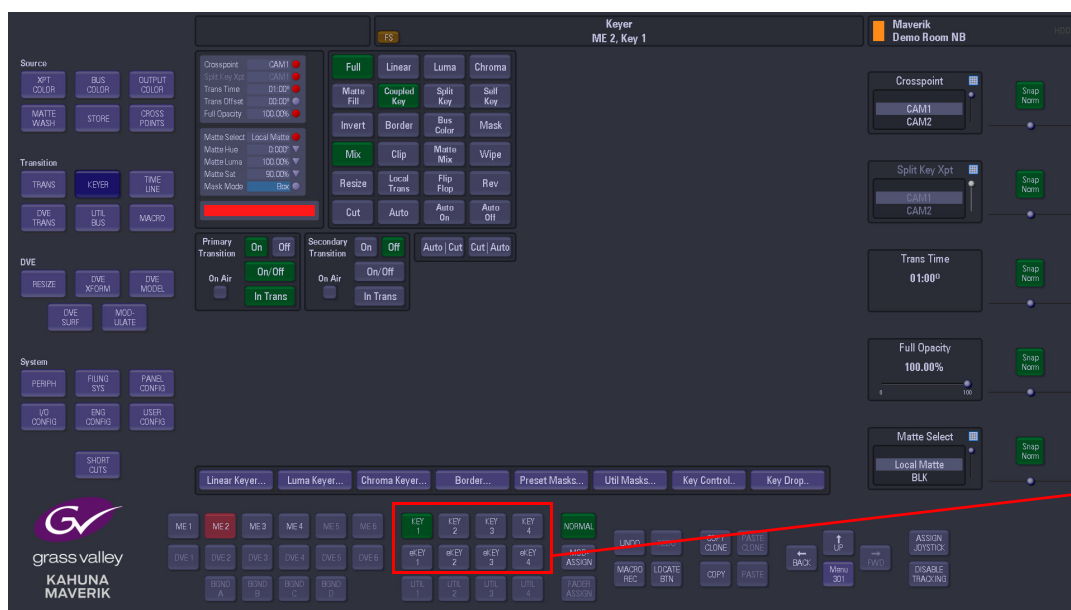 Keyer
ME 2, Key 1
FS
Maverik
Demo Room NB
HDD
Source
XPT COLOR
BUS COLOR
OUTPUT COLOR
MATTE WASH
STORE
CROSS POINTS
Transition
TRANS
KEYER
TIME LINE
DVE TRANS
UTIL BUS
MACRO
DVE
RESIZE
DVE XFORM
DVE MODEL
DVE SURF
MOD- ULATE
System
PERIPH
FILING SYS
PANEL CONFIG
I/O CONFIG
ENG CONFIG
USER CONFIG
SHORT CUTS
Crosspoint CAM1
Split Key Xpt CAM1
Trans Time 01:00⁰
Trans Offset 00:00⁰
Full Opacity 100.00%
Matte Select Local Matte
Matte Hue 0.000°
Matte Luma 100.00%
Matte Sat 90.00%
Mask Mode Box
Full Linear Luma Chroma
Matte Fill
Coupled Key
Split Key
Self Key
Invert
Border
Bus Color
Mask
Mix
Clip
Matte Mix
Wipe
Resize
Local Trans
Flip Flop
Rev
Cut
Auto
Auto On
Auto Off
Primary Transition
On Off
On/Off
On Air
In Trans
Secondary Transition
On Off
On/Off
On Air
In Trans
Auto | Cut
Cut | Auto
Crosspoint
CAM1
CAM2
Snap Norm
Split Key Xpt
CAM1
CAM2
Snap Norm
Trans Time
01:00⁰
Snap Norm
Full Opacity
100.00%
0 100
Snap Norm
Matte Select
Local Matte
BLK
Snap Norm
Linear Keyer... Luma Keyer... Chroma Keyer... Border... Preset Masks... Util Masks... Key Control.. Key Drop..
grass valley
KAHUNA
MAVERIK
ME 1 ME 2 ME 3 ME 4 ME 5 ME 6
DVE 1 DVE 2 DVE 3 DVE 4 DVE 5 DVE 6
BGND A
BGND B
BGND C
BGND D
KEY 1
KEY 2
KEY 3
KEY 4
eKEY 1
eKEY 2
eKEY 3
eKEY 4
UTIL 1
UTIL 2
UTIL 3
UTIL 4
NORMAL
ASSIGN
FADER ASSIGN
UNDO
MACRO REC
LOCATE BTN
COPY CLONE
PASTE CLONE
COPY
PASTE
BACK
UP
Menu 301
FWD
ASSIGN JOYSTICK
DISABLE TRACKING